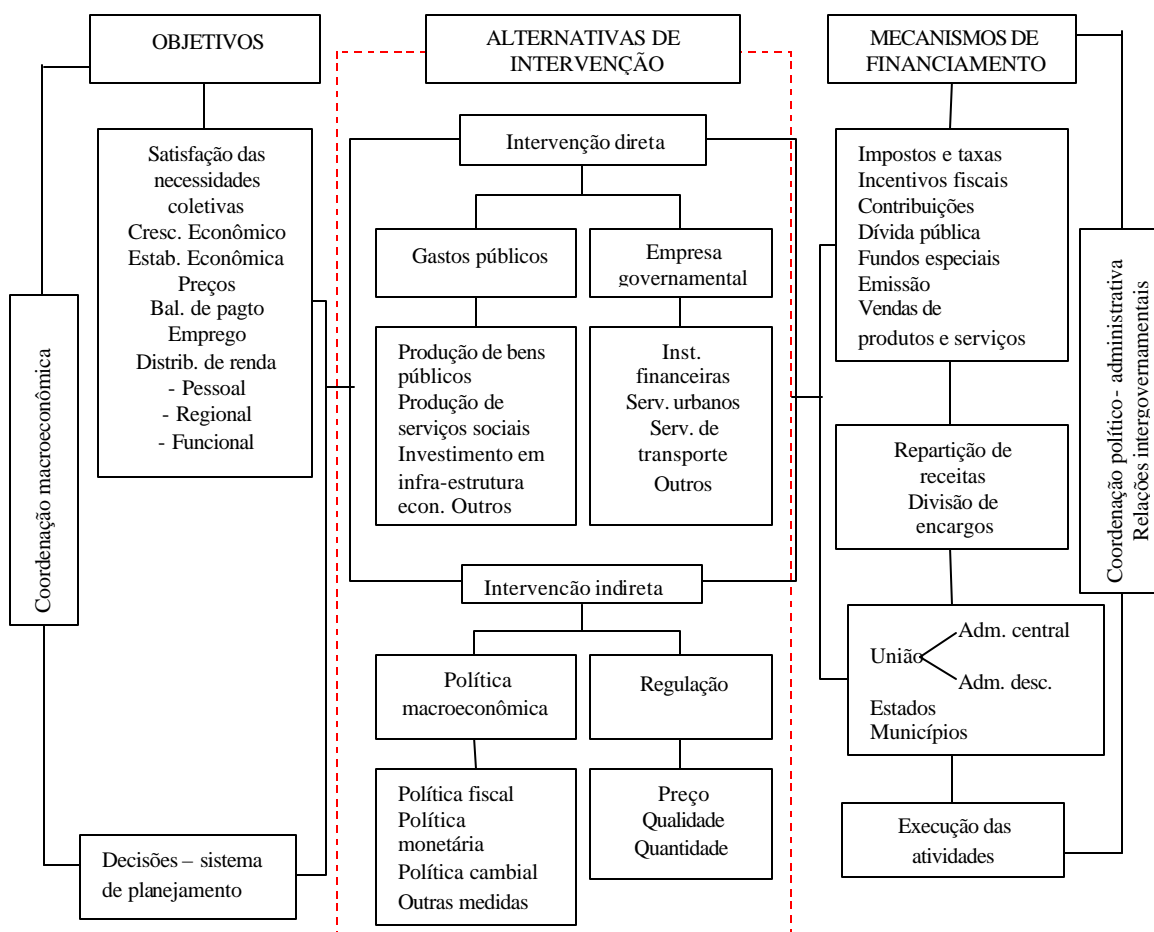 OBJETIVOS
Satisfação das
necessidades
coletivas
Cresc. Econômico
Estab. Econômica
Preços
Bal. de pagto
Emprego
Distrib. de renda
- Pessoal
- Regional
- Funcional
Coordenação macroeconômica
Decisões – sistema
de planejamento
ALTERNATIVAS DE
INTERVENÇÃO
Intervenção direta
Gastos públicos
Empresa
governamental
Produção de bens
públicos
Produção de
serviços sociais
Investimento em
infra-estrutura
econ. Outros
Inst.
financeiras
Serv. urbanos
Serv. de
transporte
Outros
Intervencão indireta
Política
macroeconômica
Regulação
Política fiscal
Política
monetária
Política cambial
Outras medidas
Preço
Qualidade
Quantidade
MECANISMOS DE
FINANCIAMENTO
Impostos e taxas
Incentivos fiscais
Contribuições
Dívida pública
Fundos especiais
Emissão
Vendas de
produtos e serviços
Repartição de
receitas
Divisão de
encargos
Adm. central
União
Adm. desc.
Estados
Municípios
Execução das
atividades
Coordenação político - administrativa
Relações intergovernamentais